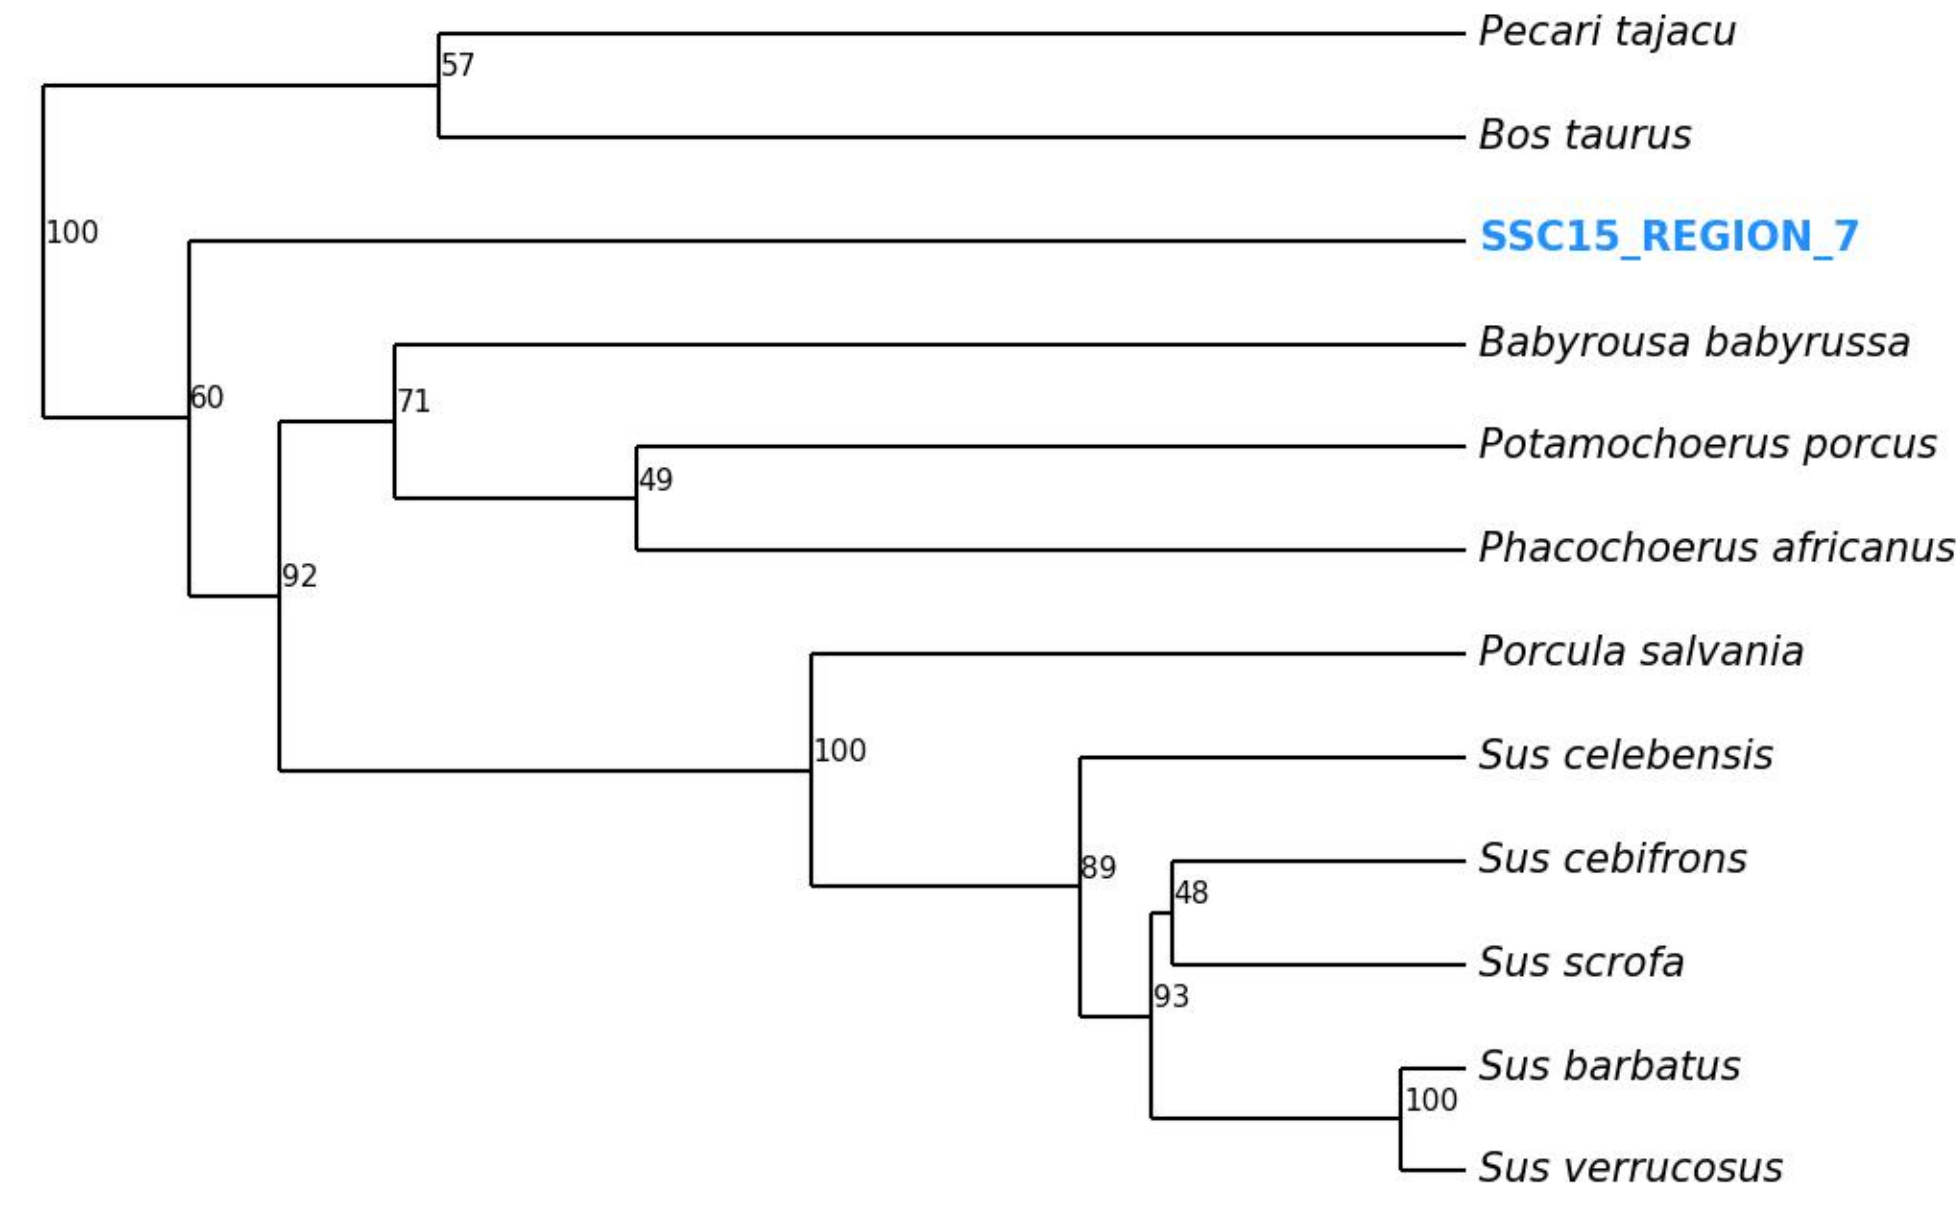 Pecari tajacu
57
Bos taurus
100
SSC15_REGION_7
Babyrousa babyrussa
60
71
Potamochoerus porcus
49
Phacochoerus africanus
92
Porcula salvania
100
Sus celebensis
89
Sus cebifrons
48
Sus scrofa
93
Sus barbatus
100
Sus verrucosus